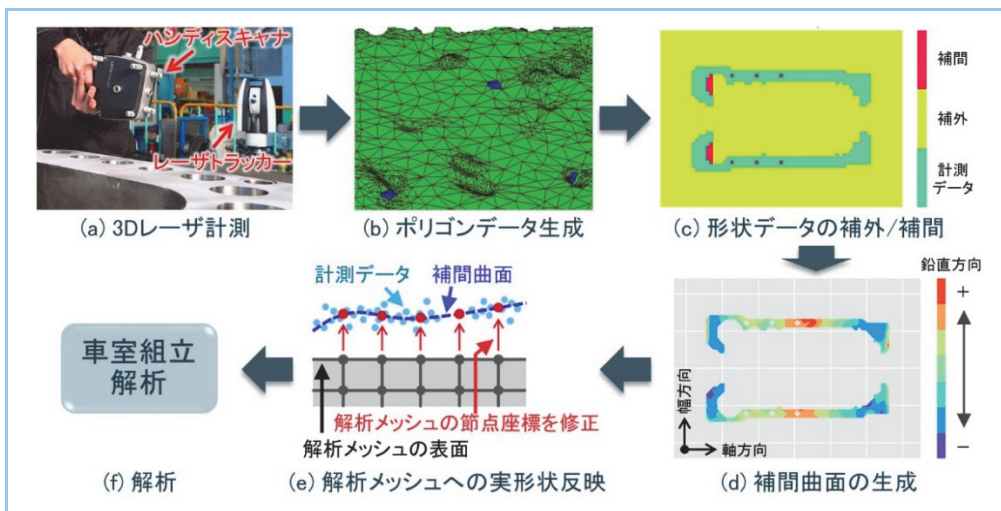 ハンディスキャナ
レーザトラッカー
(a) 3Dレーザ計測
(b) ポリゴンデータ生成
補間
補外
計測
データ
(c) 形状データの補外/補間
鉛直方向
+
−
幅方向
軸方向
(d) 補間曲面の生成
計測データ
補間曲面
解析メッシュの節点座標を修正
解析メッシュの表面
(e) 解析メッシュへの実形状反映
車室組立
解析
(f) 解析